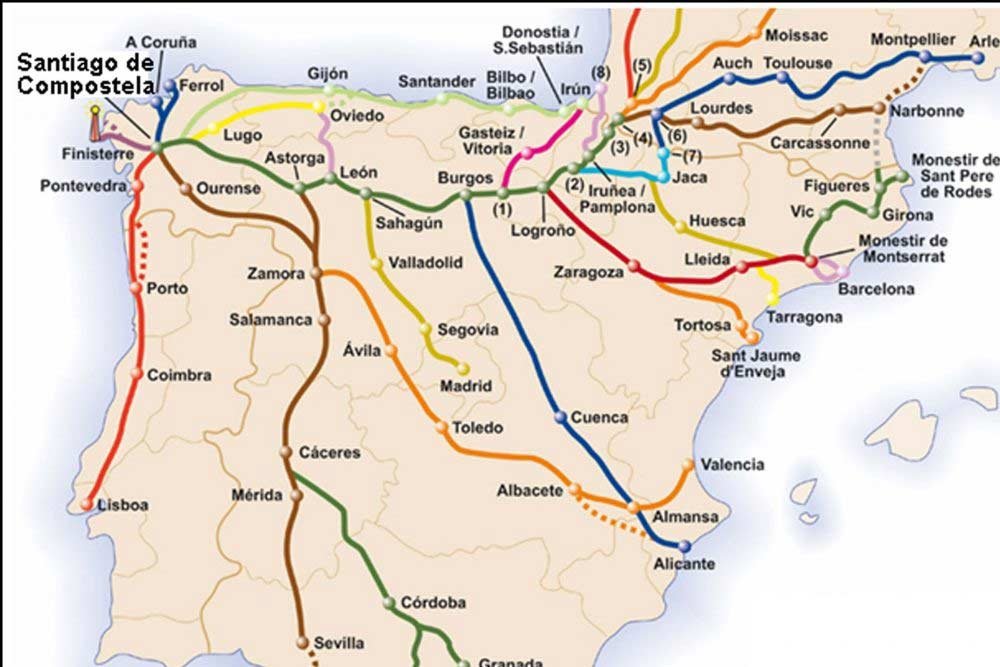 A Coruña
Santiago de
Compostela
Ferrol
Finisterre
Pontevedra
Lugo
Ourense
Gijón
Oviedo
Astorga
León
Sahagún
Santander
Bilbo /
Bilbao
Donostia /
S.Sebastián
Irún
(8)
(5)
Gasteiz /
Vitoria
Burgos
(1)
Logroño
(2)
Iruñea /
Pamplona
(3)
(4)
(6)
(7)
Jaca
Moissac
Auch
Toulouse
Montpellier
Arle
Lourdes
Carcassonne
Narbonne
Monestir de
Sant Pere
de Rodes
Figueres
Vic
Girona
Huesca
Monestir de
Montserrat
Lleida
Barcelona
Zaragoza
Tarragona
Tortosa
Sant Jaume
d'Enveja
Valladolid
Segovia
Madrid
Zamora
Salamanca
Ávila
Toledo
Porto
Coimbra
Lisboa
Cáceres
Mérida
Cuenca
Albacete
Valencia
Almansa
Alicante
Córdoba
Sevilla
Granada